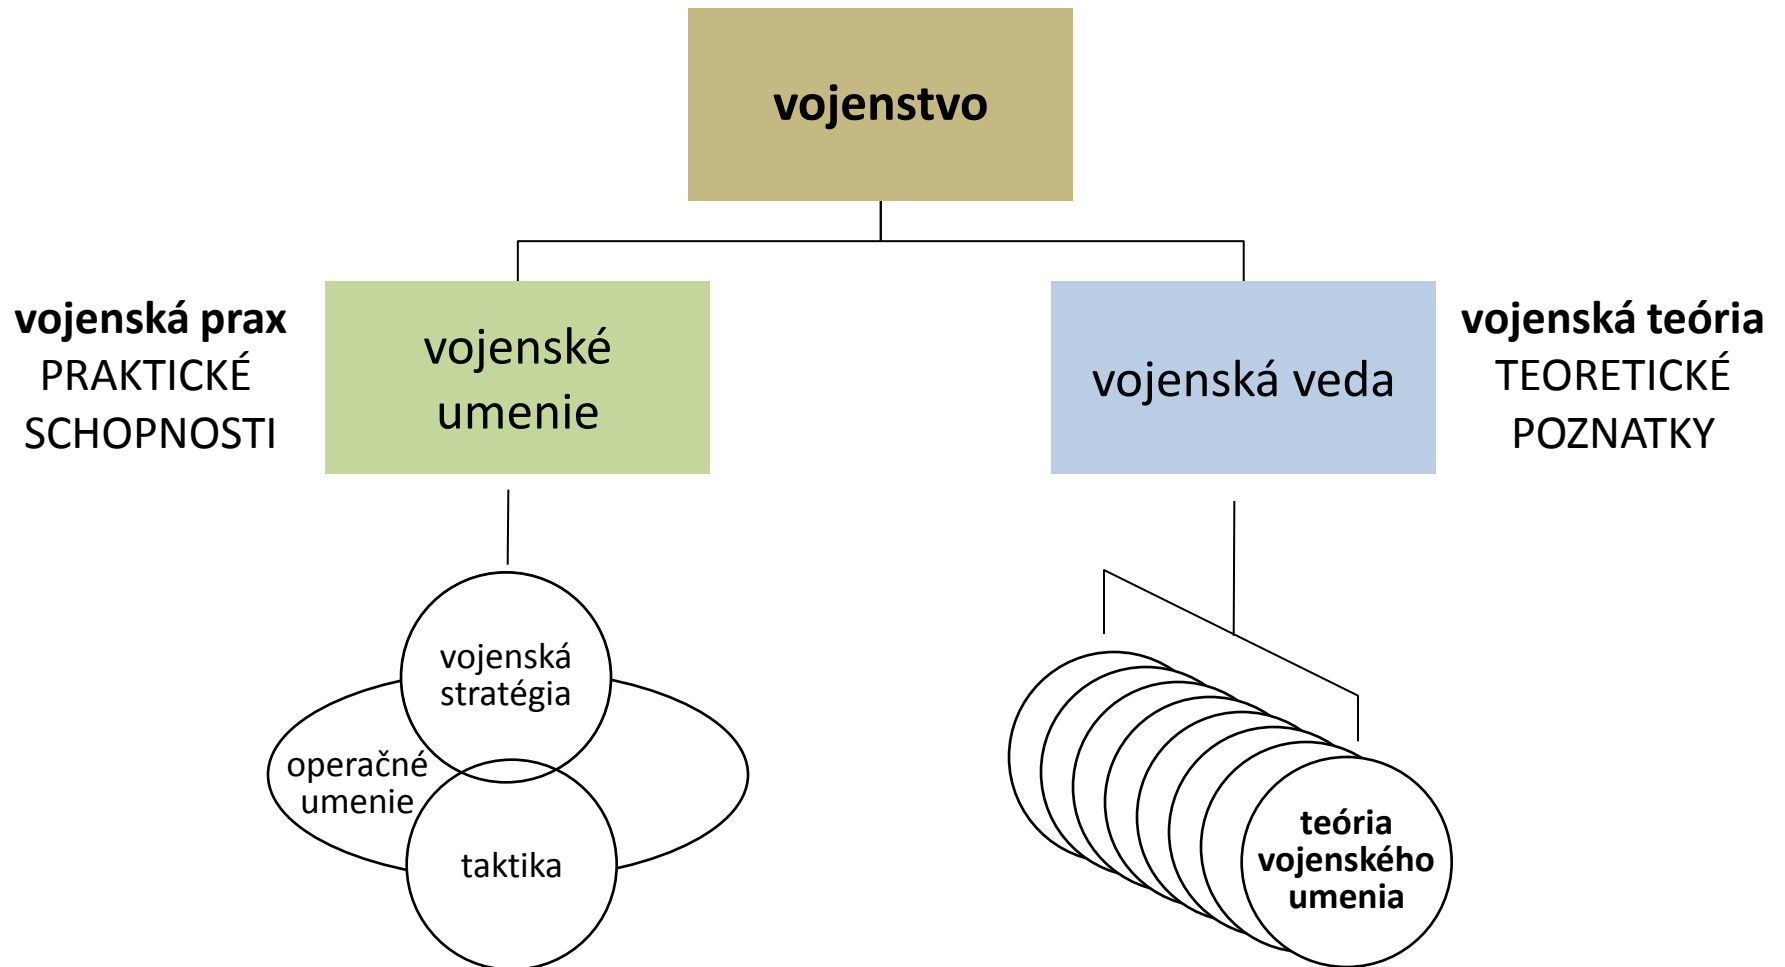 vojenstvo
vojenská prax
PRAKTICKÉ
SCHOPNOSTI
vojenské
umenie
vojenská veda
vojenská teória
TEORETICKÉ
POZNATKY
vojenská
stratégia
operačné
umenie
taktika
teória
vojenského
umenia